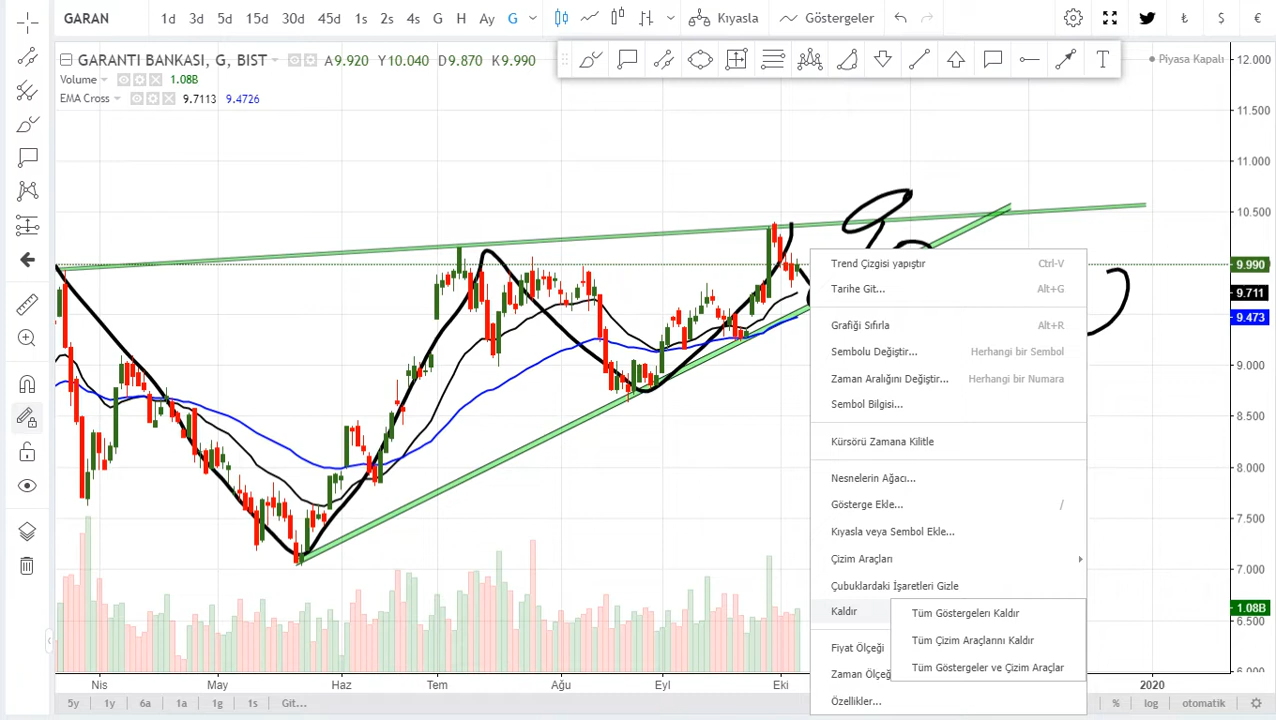 GARAN 1d 3d 5d 15d 30d 45d 1s 2s 4s G H Ay G Kıyasla Göstergeler ₺ $ €
GARANTI BANKASI, G, BIST A9.920 Y10.040 D9.870 K9.990
Volume 1.08B
EMA Cross 9.7113 9.4726
T
Piyasa Kapalı
12.000
11.500
11.000
10.500
9.990
9.711
9.473
9.000
8.500
8.000
7.500
7.000
1.08B
6.500
6.000
Trend Çizgisi yapıştır Ctrl-V
Tarihe Git... Alt+G
Grafiği Sıfırla Alt+R
Sembolu Değiştir... Herhangi bir Sembol
Zaman Aralığını Değiştir... Herhangi bir Numara
Sembol Bilgisi...
Kürsörü Zamana Kilitle
Nesnelerin Ağacı...
Gösterge Ekle... /
Kıyasla veya Sembol Ekle...
Çizim Araçları
Çubuklardaki İşaretleri Gizle
Kaldır
Tüm Göstergeleri Kaldır
Tüm Çizim Araçlarını Kaldır
Tüm Göstergeler ve Çizim Araçlar
Fiyat Ölçeği
Zaman Ölçeğ
Özellikler...
Nis May Haz Tem Ağu Eyl Eki 2020
5y 1y 6a 1a 1g 1s Git... % log otomatik